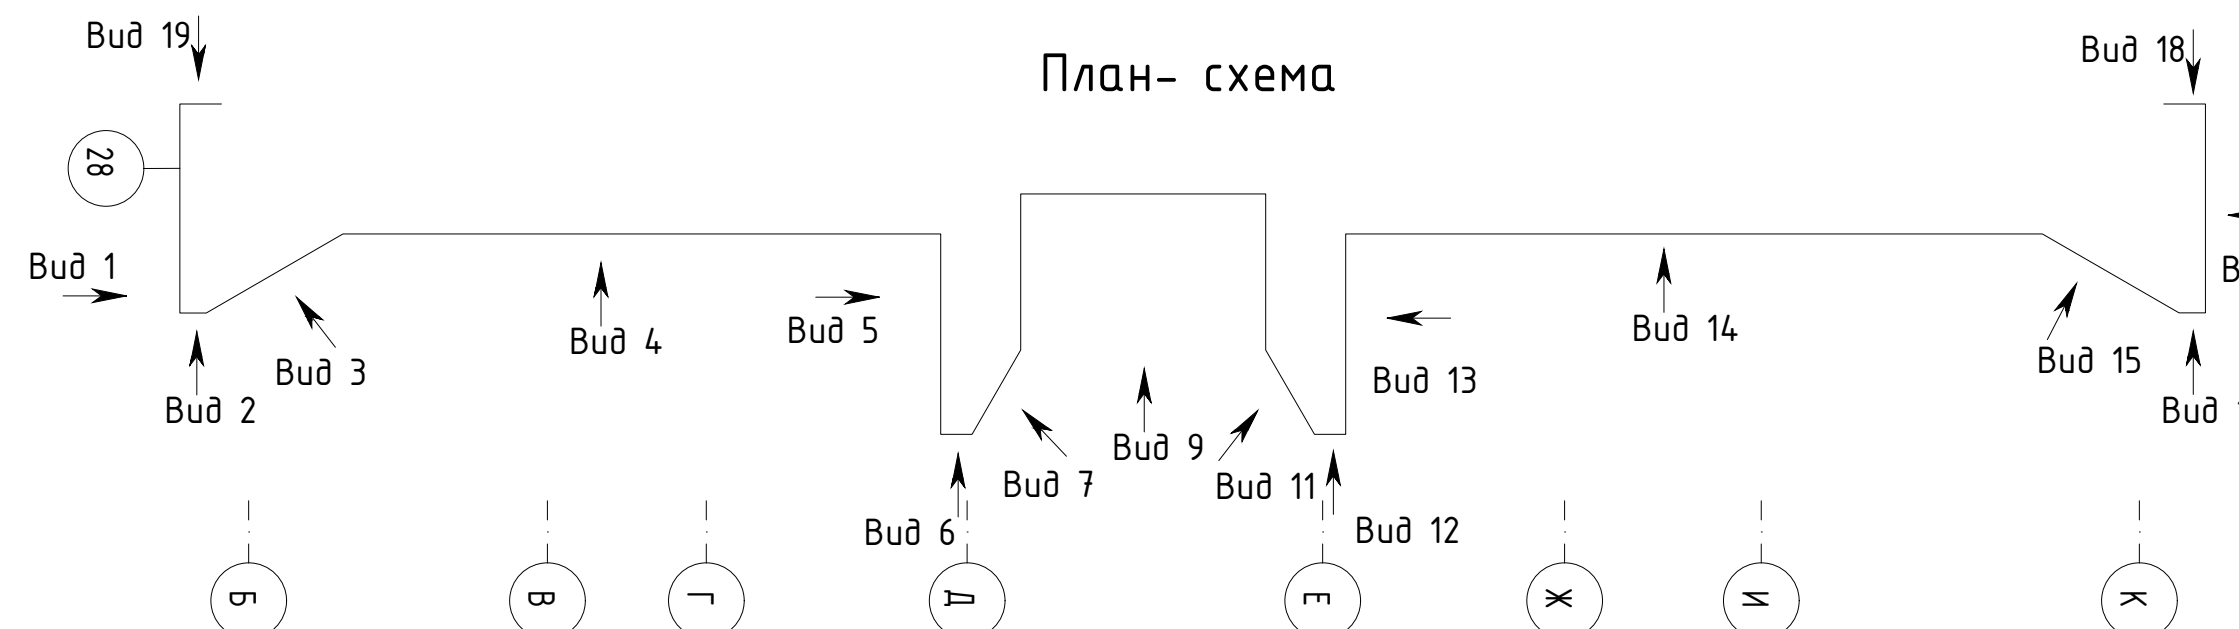 Вид 19
План- схема
Вид 18
28
Вид 1
Вид 2
Вид 3
Вид 4
Вид 5
Вид 6
Вид 7
Вид 9
Вид 11
Вид 12
Вид 13
Вид 14
Вид 15
Вид
Б
В
Г
Д
Е
Ж
И
К